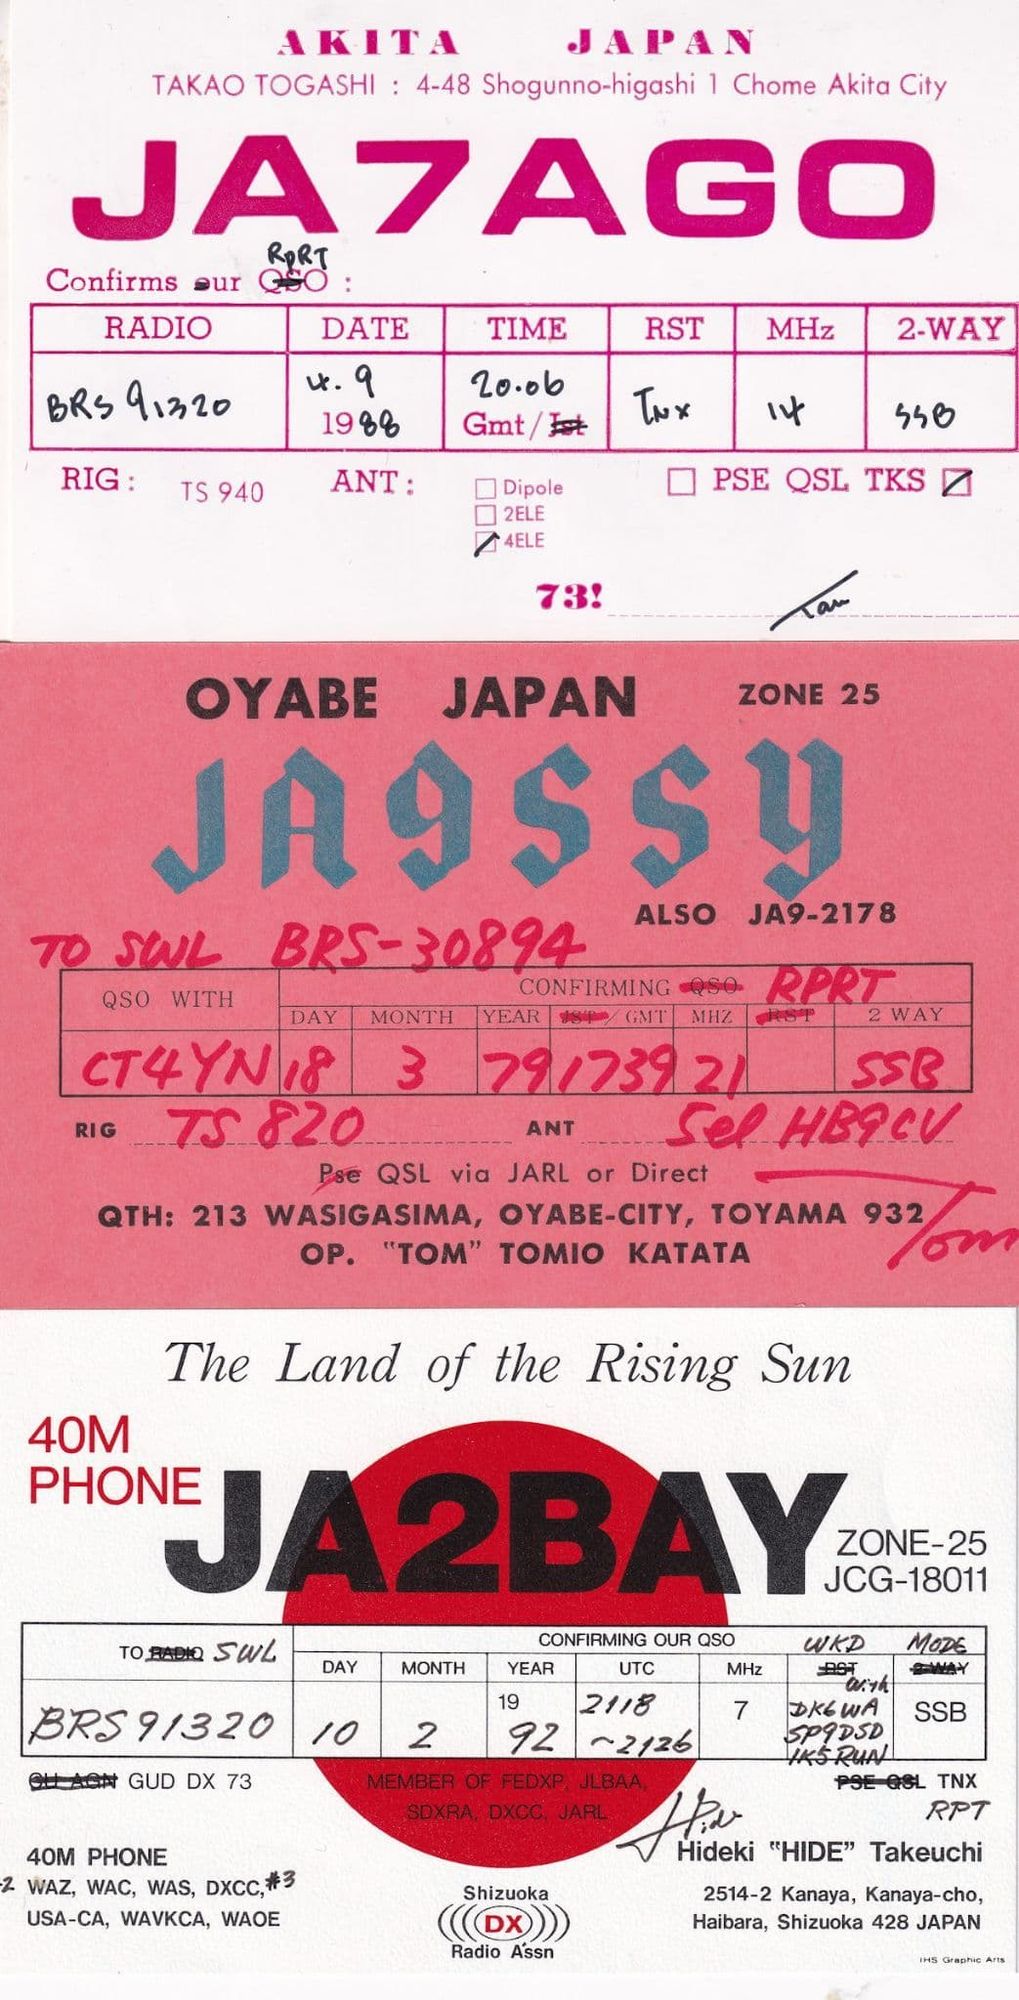 AKITA JAPAN
TAKAO TOGASHI : 4-48 Shogunno-higashi 1 Chome Akita City
JA7AGO
RpRT
Confirms our QSO :
RADIO DATE TIME RST MHz 2-WAY
BRS 91320 4.9 1988 20.06 Gmt/Jst Tnx 14 SSB
RIG: TS 940 ANT: Dipole PSE QSL TKS
2ELE
4ELE
73!
OYABE JAPAN ZONE 25
JA9SSY
ALSO JA9-2178
TO SWL BRS-30894
QSO WITH CONFIRMING QSO RPRT
DAY MONTH YEAR JST/GMT MHZ RST 2 WAY
CT4YN 18 3 79 1739 21 SSB
RIG TS 820 ANT 5el HB9CV
Pse QSL via JARL or Direct
QTH: 213 WASIGASIMA, OYABE-CITY, TOYAMA 932
Tom
OP. "TOM" TOMIO KATATA
The Land of the Rising Sun
40M
PHONE
JA2BAY
ZONE-25
JCG-18011
TO RADIO SWL CONFIRMING OUR QSO WKD MODE
DAY MONTH YEAR UTC MHz RST 2-WAY
with
BRS91320 10 2 19 92 2118 ~2126 7 DK6WA SSB
SP9DSD
IK5RUN
CU AGN GUD DX 73 MEMBER OF FEDXP, JLBAA, PSE QSL TNX
SDXRA, DXCC, JARL RPT
Hide
Hideki "HIDE" Takeuchi
40M PHONE
WAZ, WAC, WAS, DXCC, #3
USA-CA, WAVKCA, WAOE
Shizuoka
DX
Radio A'ssn
2514-2 Kanaya, Kanaya-cho,
Haibara, Shizuoka 428 JAPAN
IHS Graphic Arts